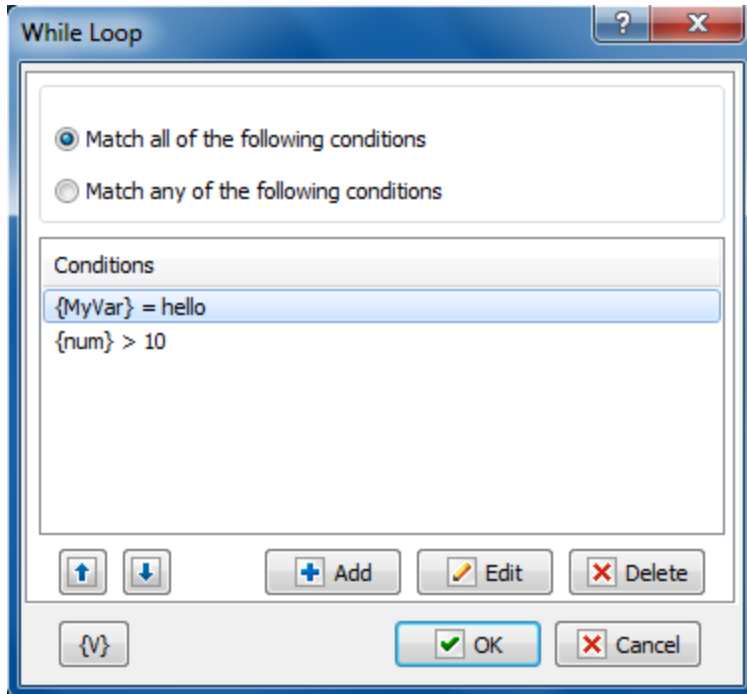 While Loop
?
Match all of the following conditions
Match any of the following conditions
Conditions
{MyVar} = hello
{num} > 10
Add Edit Delete
{V} OK Cancel